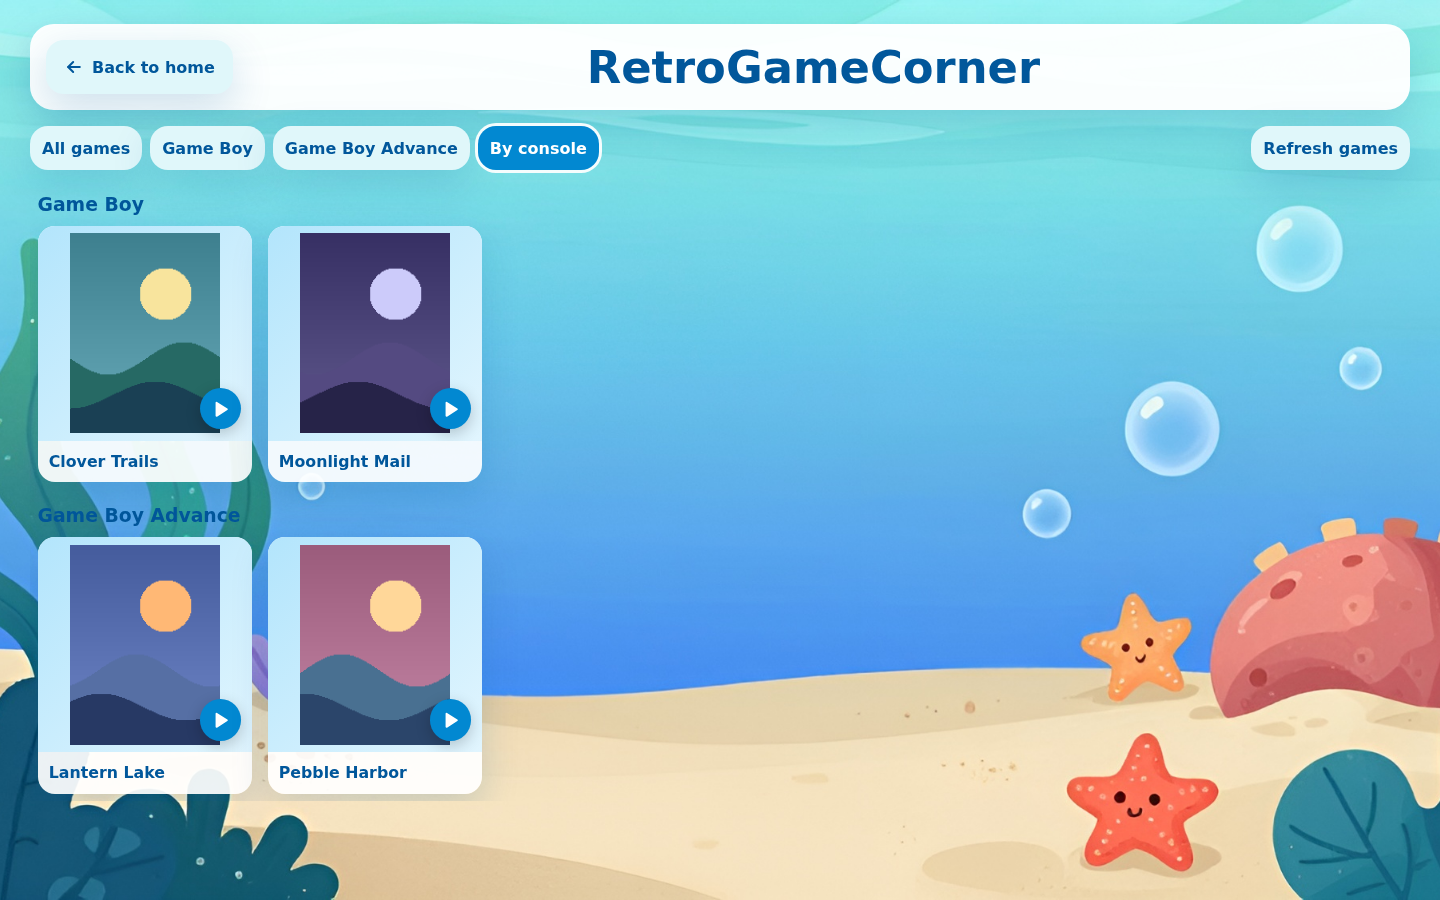 Back to home
RetroGameCorner
All games
Game Boy
Game Boy Advance
By console
Refresh games
Game Boy
Clover Trails
Moonlight Mail
Game Boy Advance
Lantern Lake
Pebble Harbor